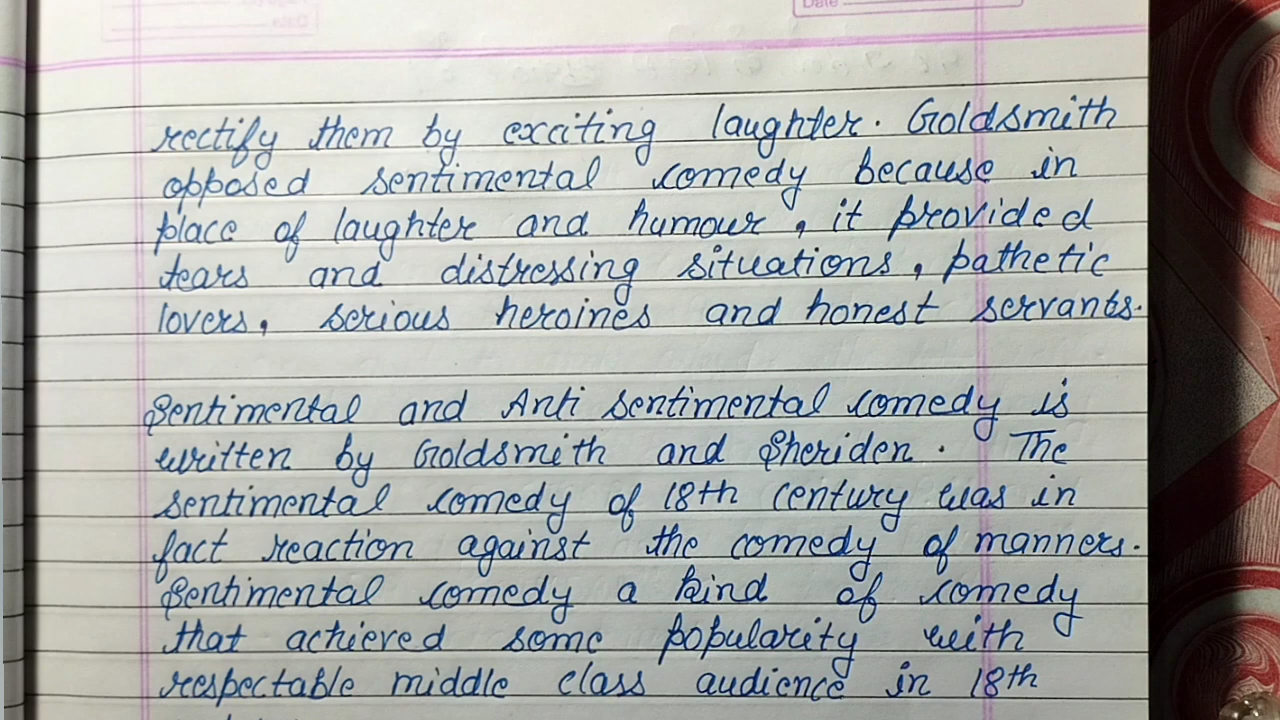 Date
rectify them by exciting laughter. Goldsmith
opposed sentimental comedy because in
place of laughter and humour, it provided
tears and distressing situations, pathetic
lovers, serious heroines and honest servants.
Sentimental and Anti sentimental comedy is
written by Goldsmith and Sheriden. The
sentimental comedy of 18th century was in
fact reaction against the comedy of manners.
Sentimental comedy a kind of comedy
that achieved some popularity with
respectable middle class audience in 18th